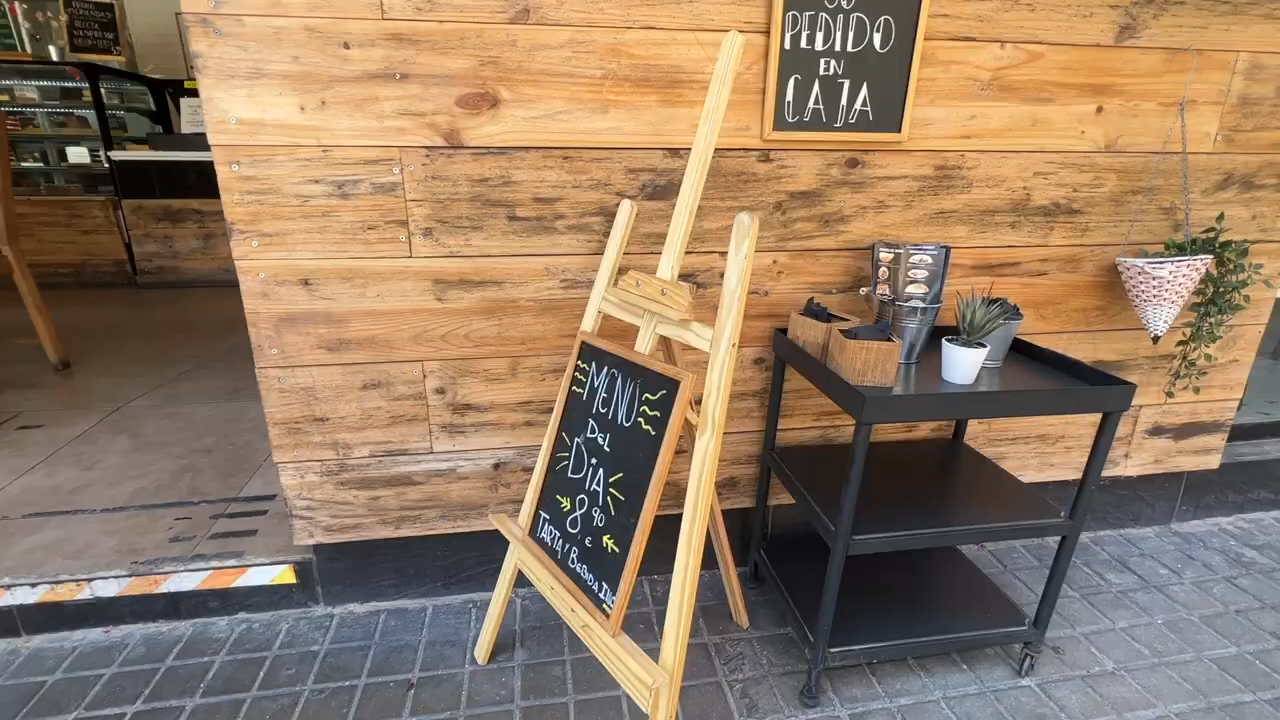 PEDIDO
EN
CAJA
MENÚ
DEL
DíA
8,90 €
TARTA Y BEBIDA INC